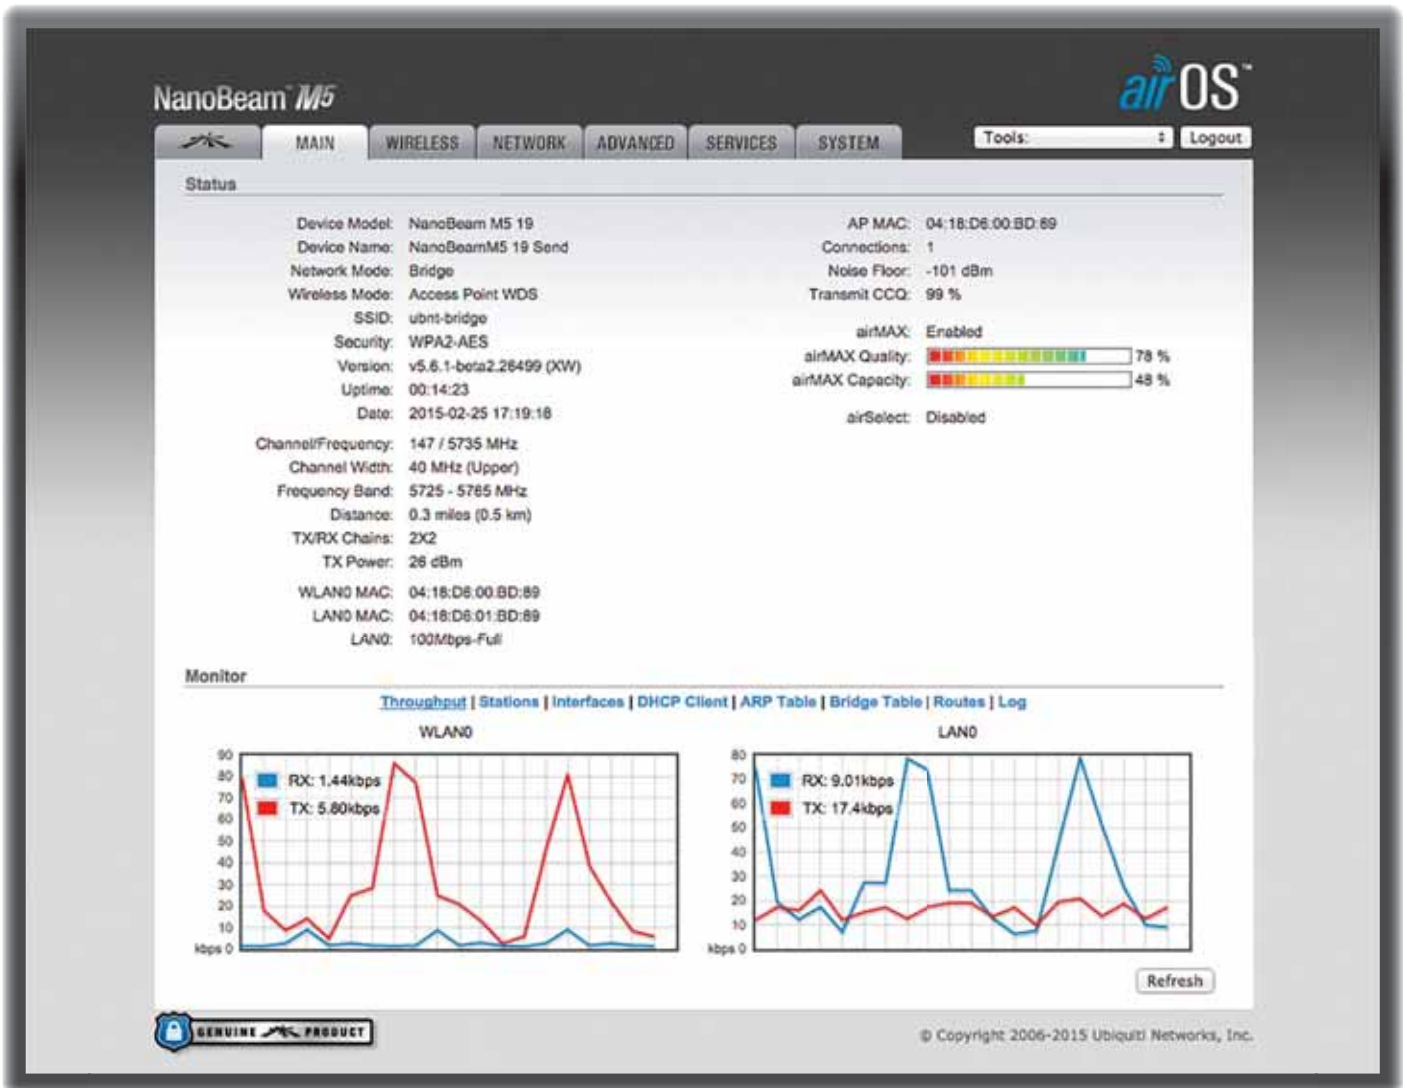 NanoBeam™ M5
airOS™
MAIN WIRELESS NETWORK ADVANCED SERVICES SYSTEM
Tools: Logout
Status
Device Model: NanoBeam M5 19
Device Name: NanoBeamM5 19 Send
Network Mode: Bridge
Wireless Mode: Access Point WDS
SSID: ubnt-bridge
Security: WPA2-AES
Version: v5.6.1-beta2.26499 (XW)
Uptime: 00:14:23
Date: 2015-02-25 17:19:18
Channel/Frequency: 147 / 5735 MHz
Channel Width: 40 MHz (Upper)
Frequency Band: 5725 - 5765 MHz
Distance: 0.3 miles (0.5 km)
TX/RX Chains: 2X2
TX Power: 26 dBm
WLAN0 MAC: 04:18:D6:00:BD:89
LAN0 MAC: 04:18:D6:01:BD:89
LAN0: 100Mbps-Full
AP MAC: 04:18:D6:00:BD:89
Connections: 1
Noise Floor: -101 dBm
Transmit CCQ: 99 %
airMAX: Enabled
airMAX Quality: 78 %
airMAX Capacity: 48 %
airSelect: Disabled
Monitor
Throughput | Stations | Interfaces | DHCP Client | ARP Table | Bridge Table | Routes | Log
WLAN0
90
80
70
60
50
40
30
20
10
kbps 0
RX: 1.44kbps
TX: 5.80kbps
LAN0
80
70
60
50
40
30
20
10
kbps 0
RX: 9.01kbps
TX: 17.4kbps
Refresh
GENUINE PRODUCT
© Copyright 2006-2015 Ubiquiti Networks, Inc.